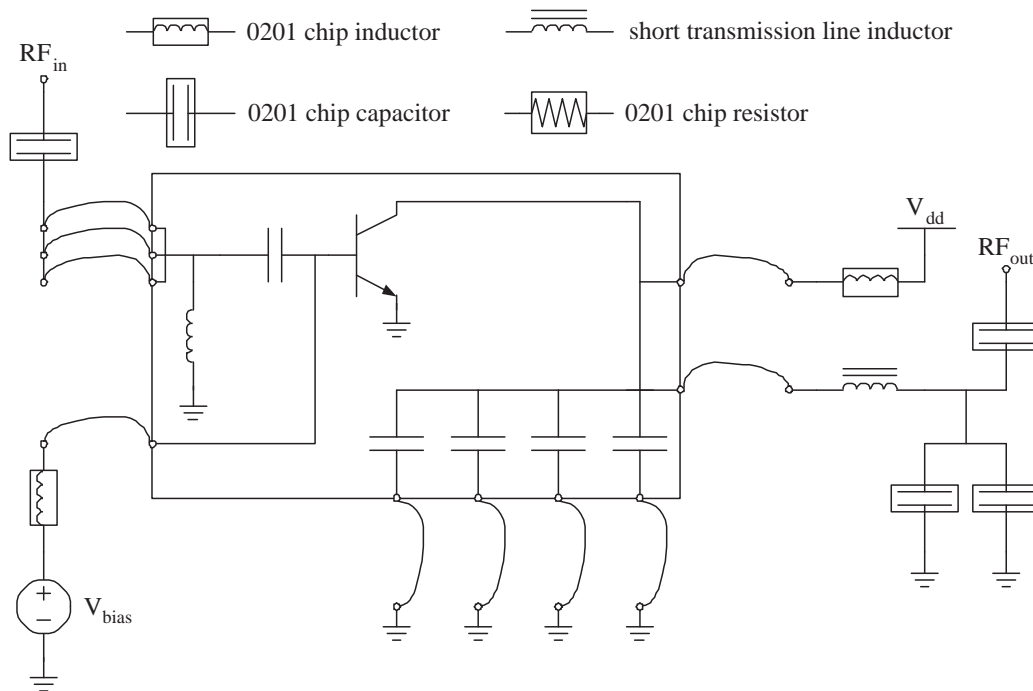 0201 chip inductor
short transmission line inductor
RFin
0201 chip capacitor
0201 chip resistor
Vdd
RFout
+
−
Vbias